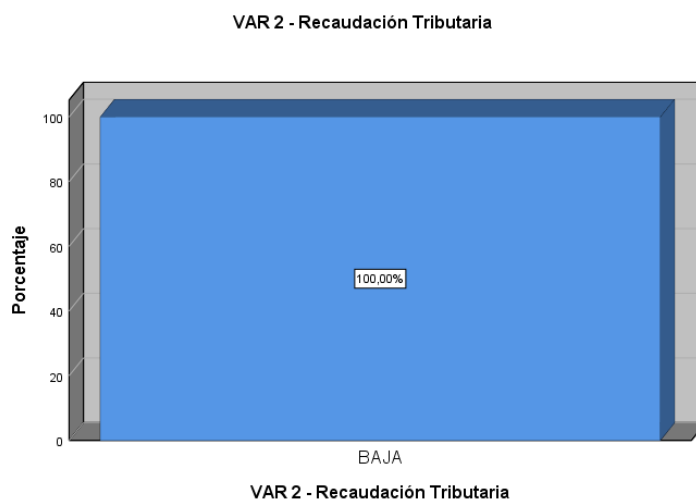 VAR 2 - Recaudación Tributaria
100
80
60
40
20
0
Porcentaje
100,00%
BAJA
VAR 2 - Recaudación Tributaria